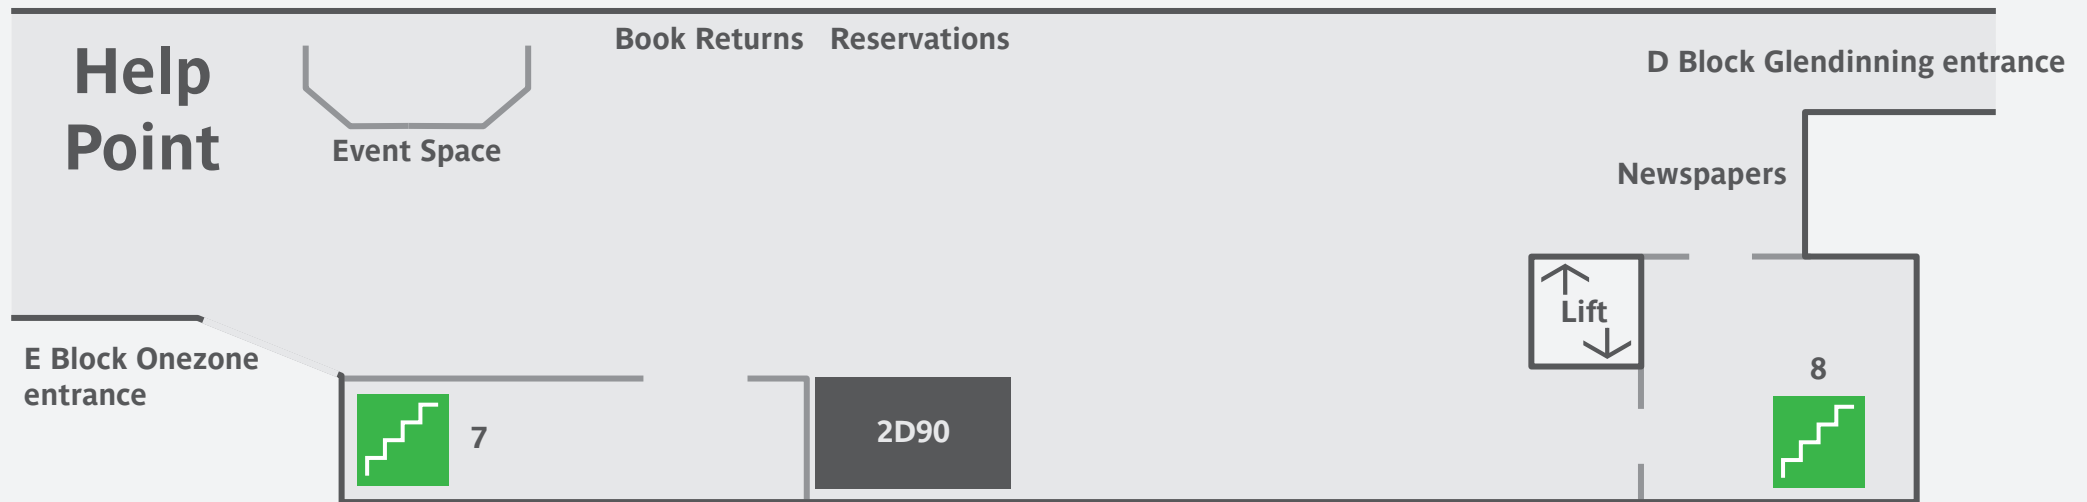 Help
Point
Event Space
Book Returns
Reservations
D Block Glendinning entrance
Newspapers
Lift
E Block Onezone
entrance
7
2D90
8